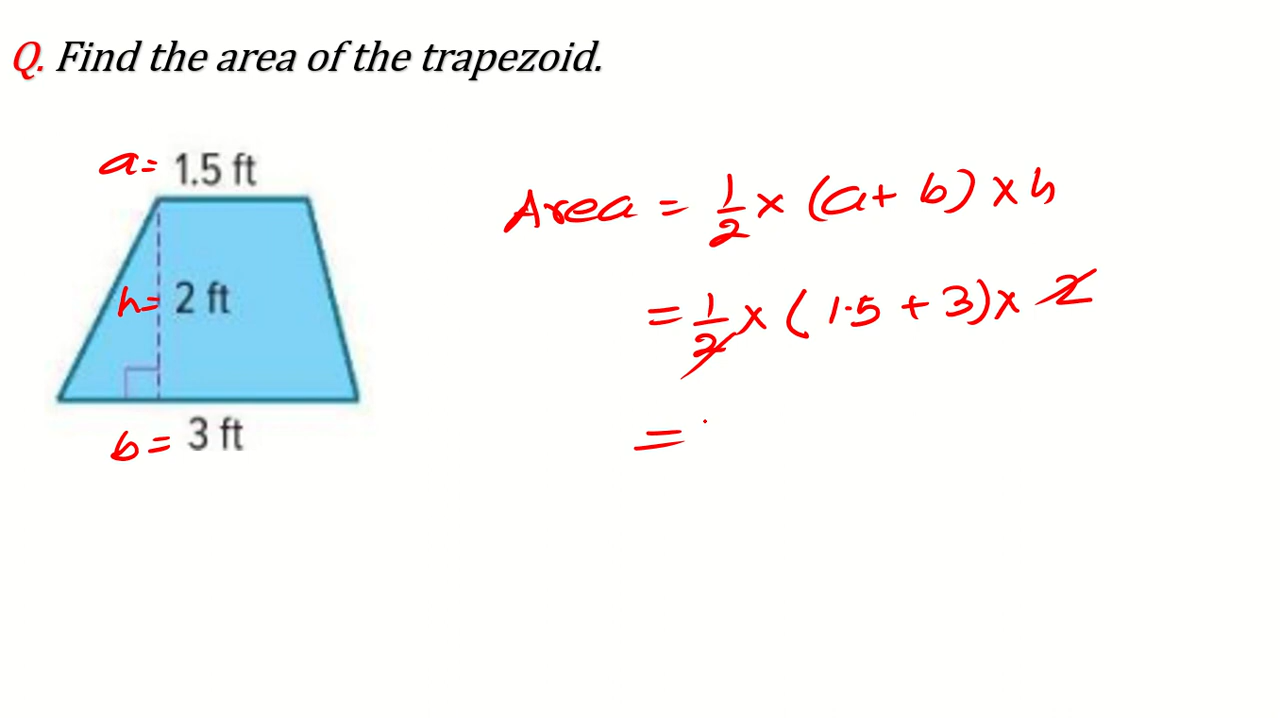 Q. Find the area of the trapezoid.
a= 1.5 ft
h= 2 ft
b= 3 ft
Area = 1/2 × (a+ b) × h
= 1/2 × (1.5 + 3) × 2
=